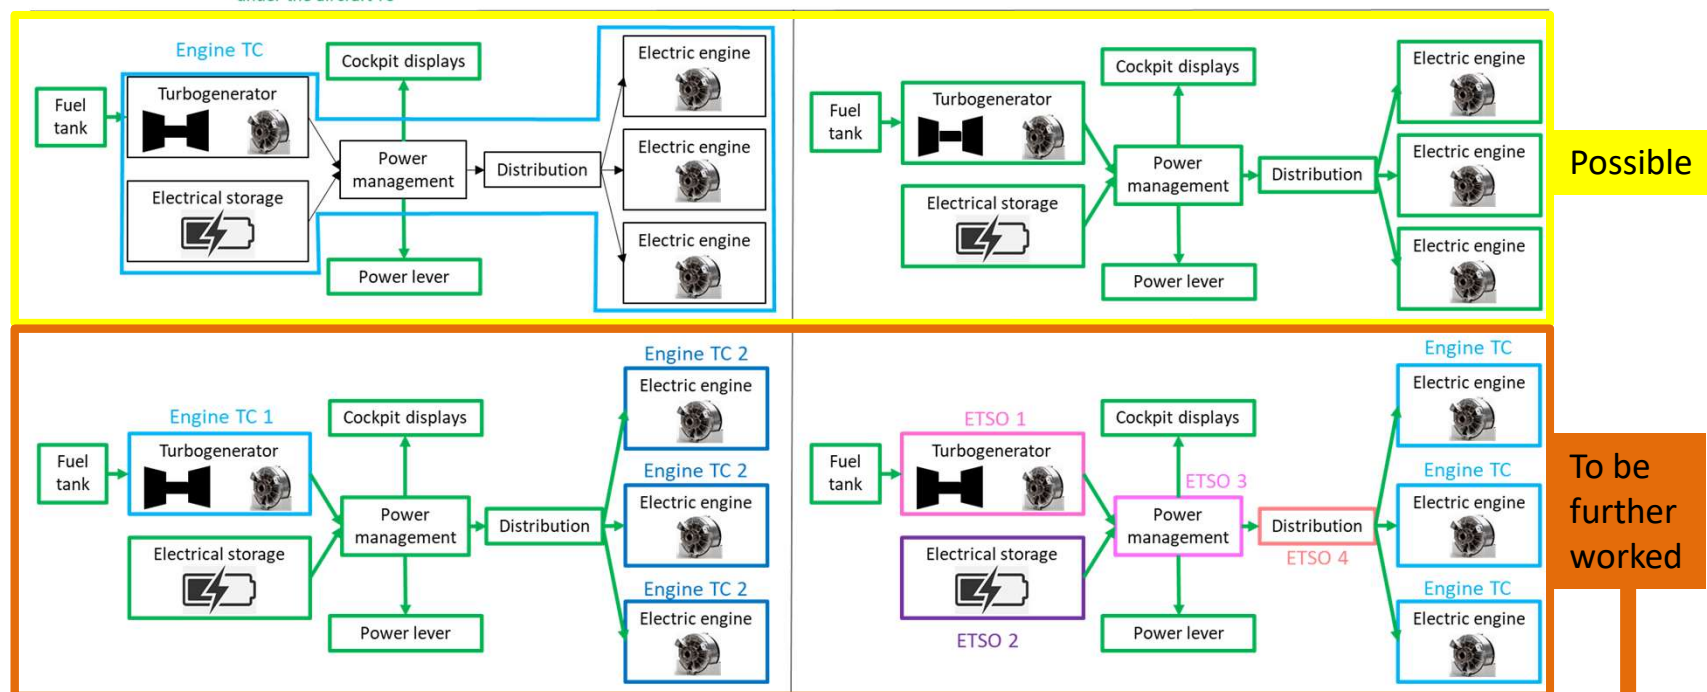 under the aircraft TC
Engine TC
Cockpit displays
Electric engine
Fuel
tank
Turbogenerator
Electric engine
Power
management
Distribution
Electrical storage
Electric engine
Power lever
Cockpit displays
Electric engine
Fuel
tank
Turbogenerator
Electric engine
Power
management
Distribution
Electrical storage
Electric engine
Power lever
Possible
Engine TC 2
Electric engine
Engine TC 1
Cockpit displays
Fuel
tank
Turbogenerator
Engine TC 2
Electric engine
Power
management
Distribution
Electrical storage
Engine TC 2
Electric engine
Power lever
Engine TC
Electric engine
ETSO 1
Cockpit displays
Fuel
tank
Turbogenerator
ETSO 3
Engine TC
Electric engine
Power
management
Distribution
ETSO 4
Electrical storage
ETSO 2
Engine TC
Electric engine
Power lever
To be
further
worked